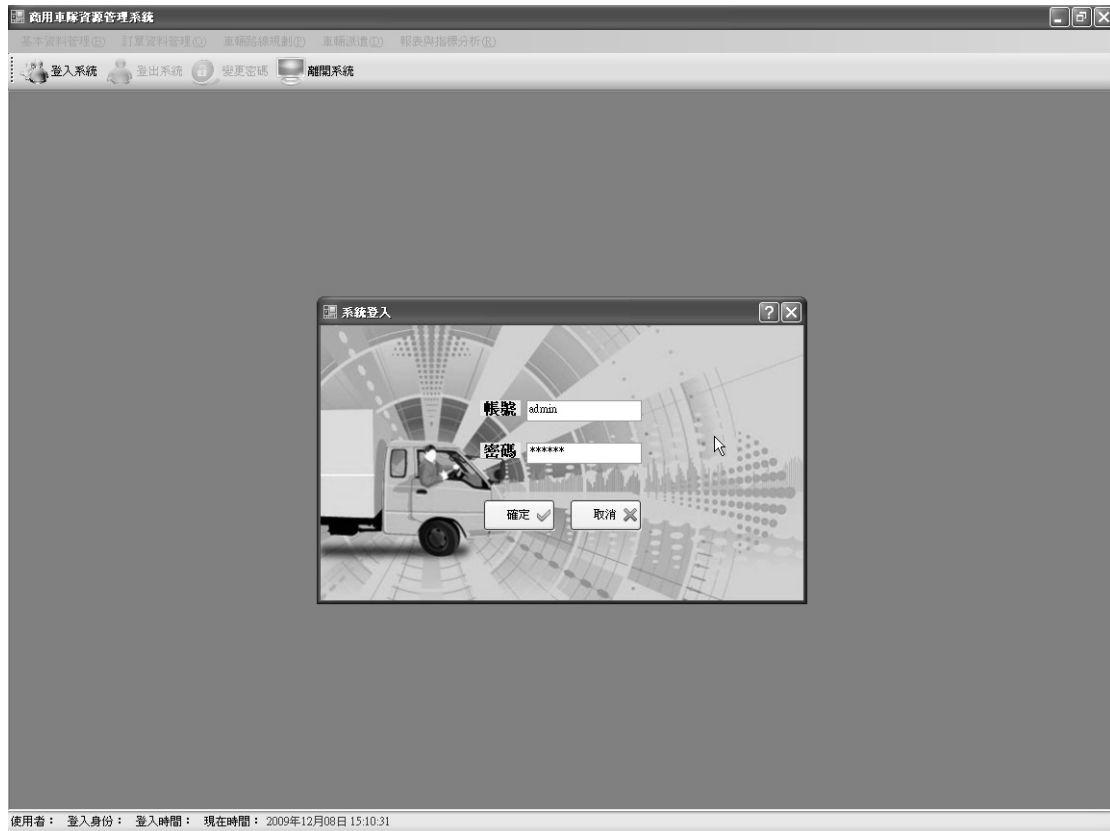 商用車隊資源管理系統
基本資料管理(B) 訂單資料管理(O) 車輛路線規劃(P) 車輛派遣(D) 報表與指標分析(R)
登入系統 登出系統 變更密碼 離開系統
系統登入
帳號 admin
密碼 ******
確定 取消
使用者： 登入身份： 登入時間： 現在時間： 2009年12月08日 15:10:31